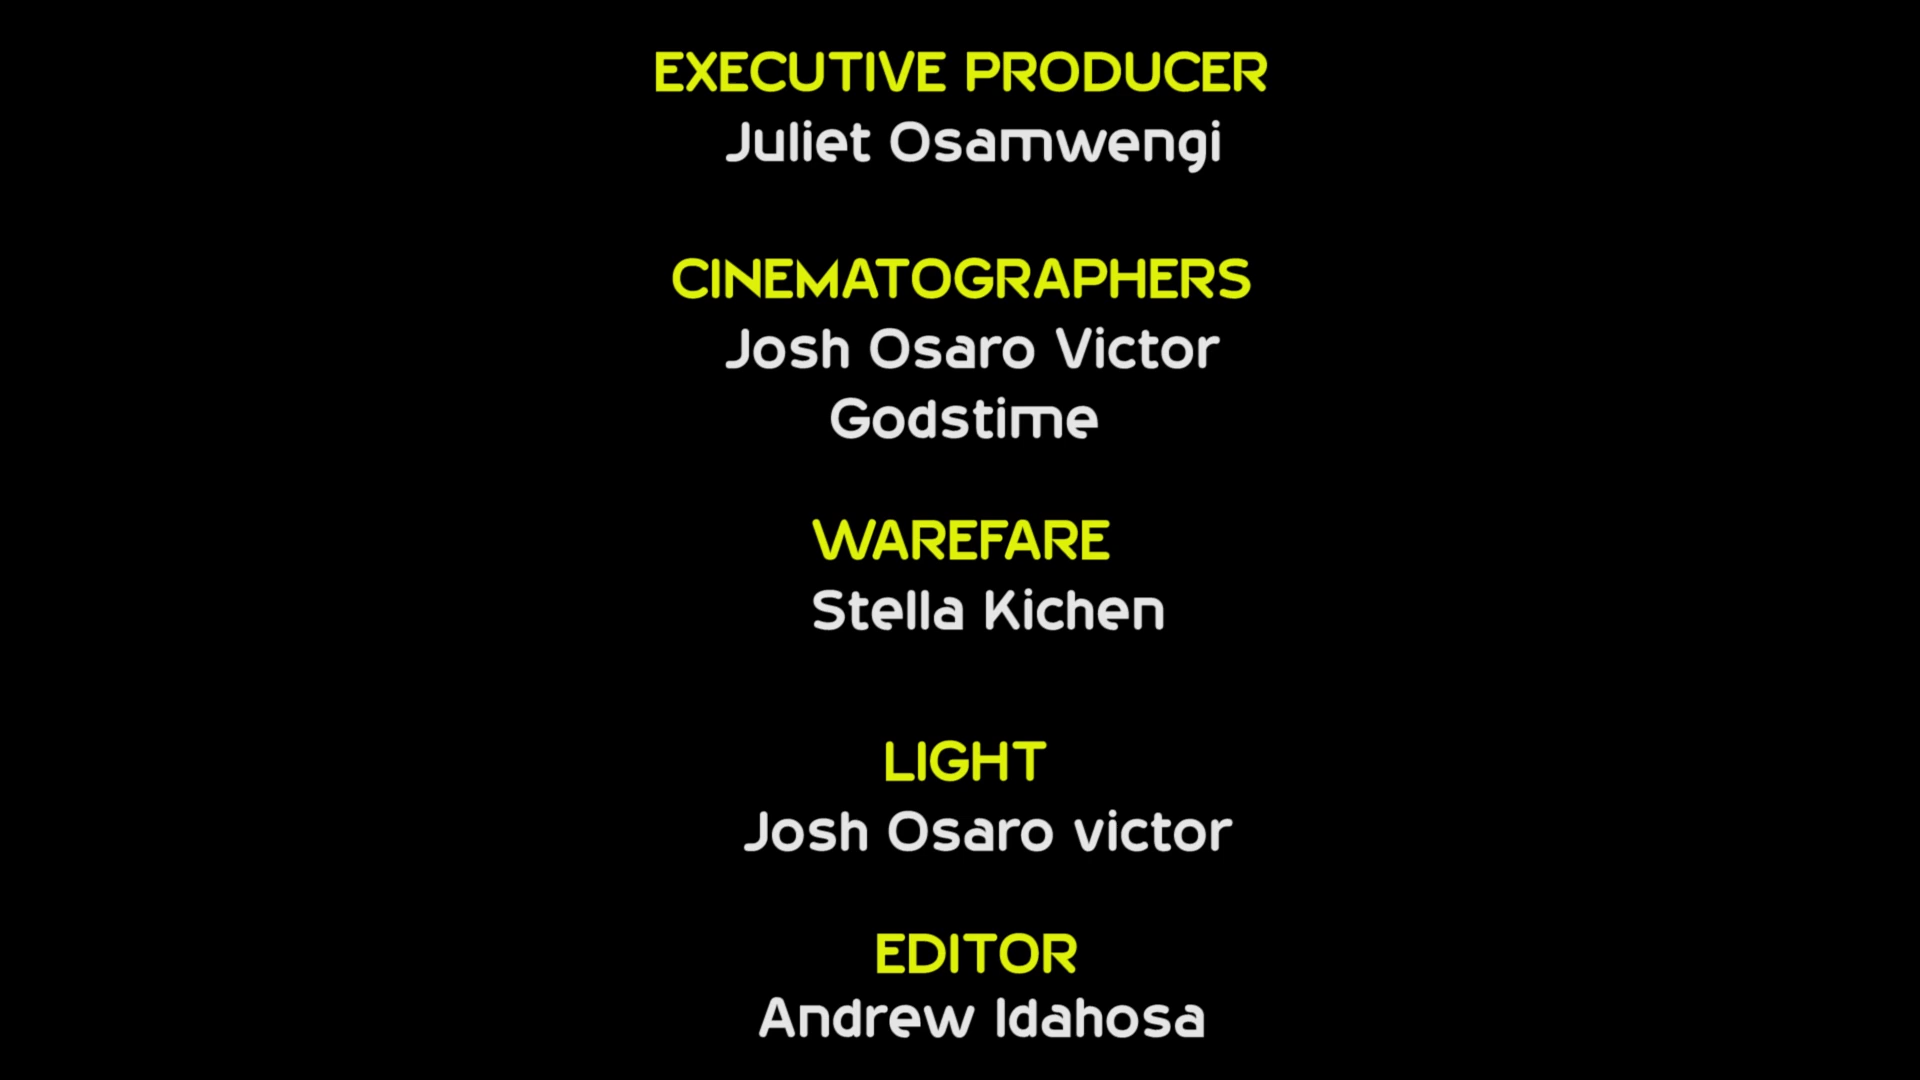 EXECUTIVE PRODUCER
Juliet Osamwengi
CINEMATOGRAPHERS
Josh Osaro Victor
Godstime
WAREFARE
Stella Kichen
LIGHT
Josh Osaro victor
EDITOR
Andrew Idahosa